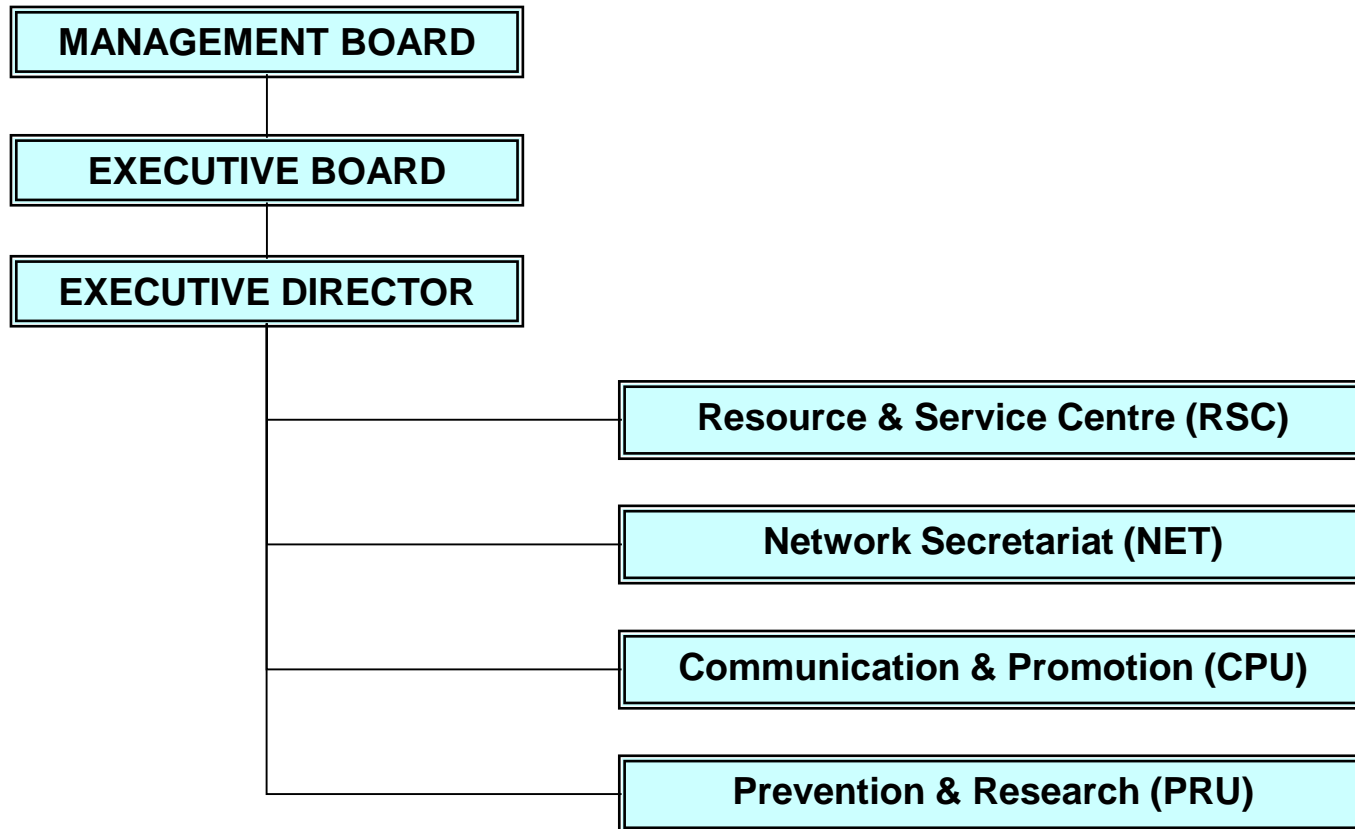 MANAGEMENT BOARD
EXECUTIVE BOARD
EXECUTIVE DIRECTOR
Resource & Service Centre (RSC)
Network Secretariat (NET)
Communication & Promotion (CPU)
Prevention & Research (PRU)